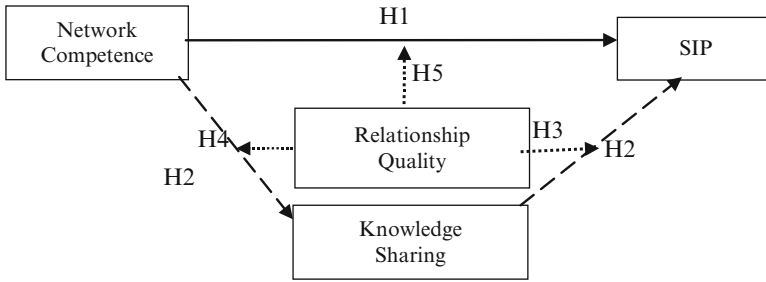 H1
Network
Competence
SIP
H5
Relationship
Quality
H4
H3
H2
H2
Knowledge
Sharing